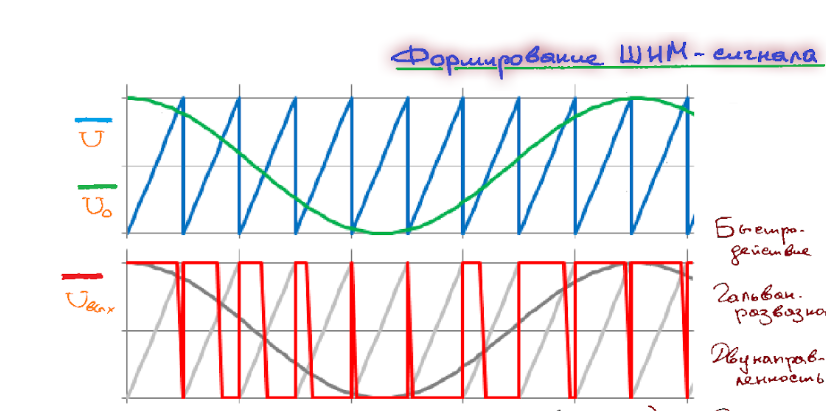 Формирование ШИМ-сигнала
U
U₀
Uвых
Быстро-
действие
Гальван.
развязка
Двунаправ-
ленность